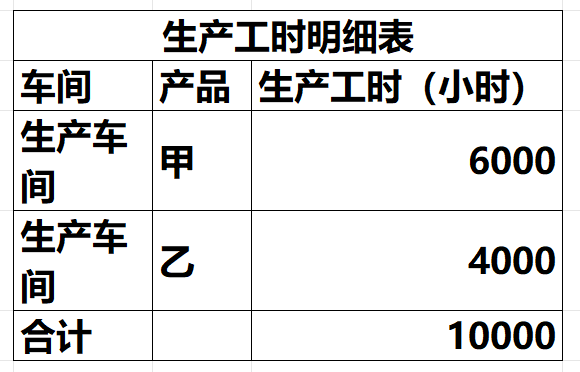 生产工时明细表
车间 产品 生产工时（小时）
生产车间 甲 6000
生产车间 乙 4000
合计 10000